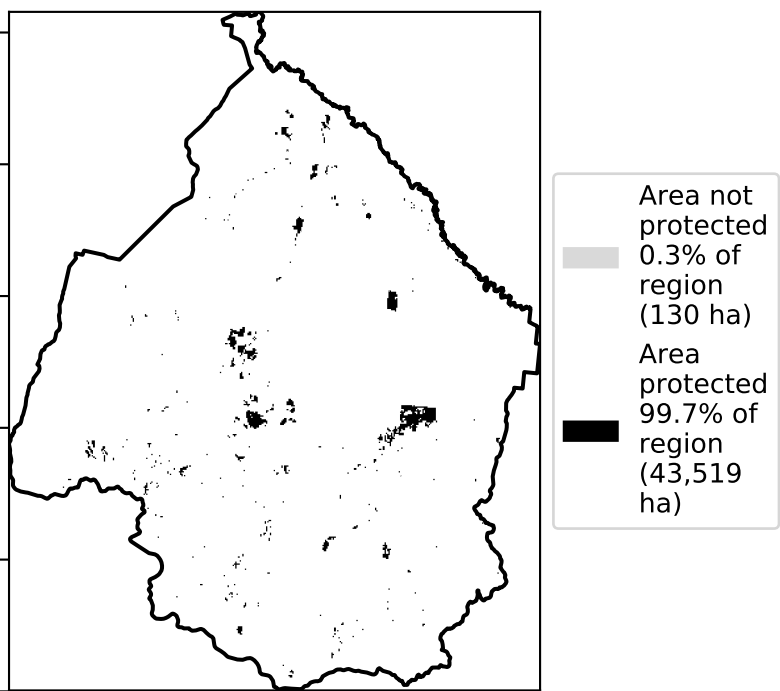 Area not
protected
0.3% of
region
(130 ha)
Area
protected
99.7% of
region
(43,519
ha)